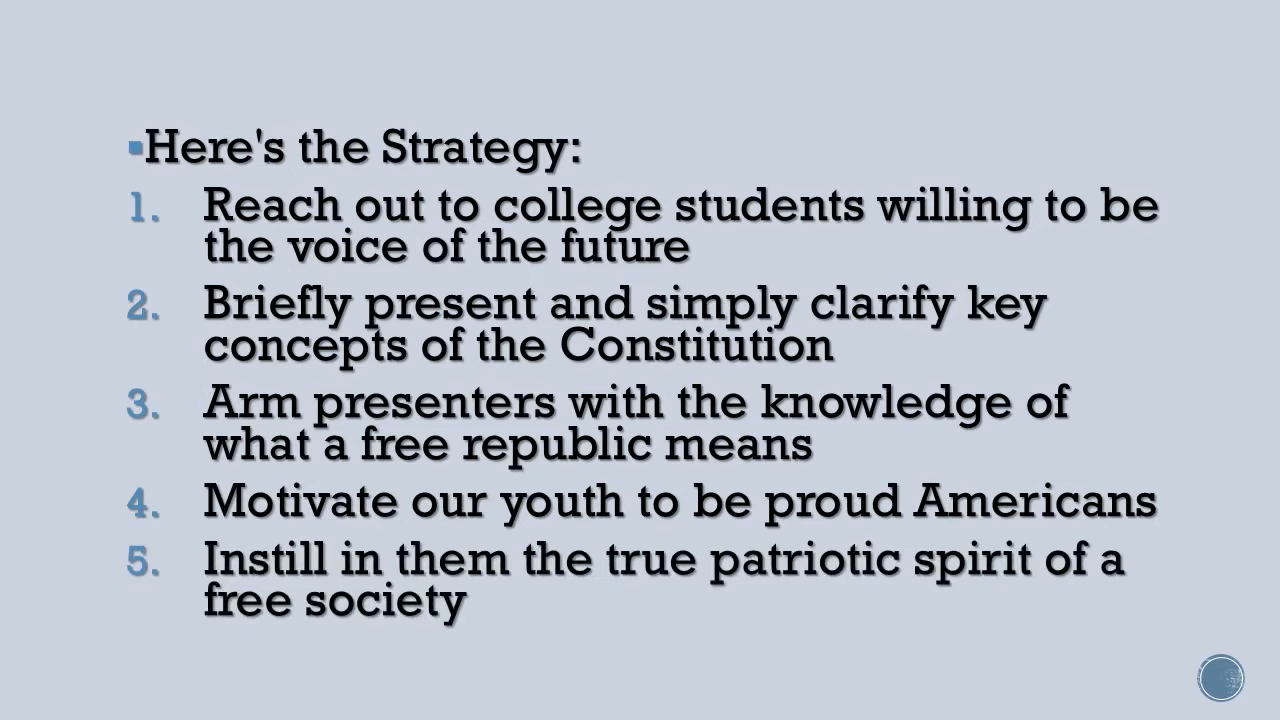 ▪Here's the Strategy:
1. Reach out to college students willing to be
the voice of the future
2. Briefly present and simply clarify key
concepts of the Constitution
3. Arm presenters with the knowledge of
what a free republic means
4. Motivate our youth to be proud Americans
5. Instill in them the true patriotic spirit of a
free society